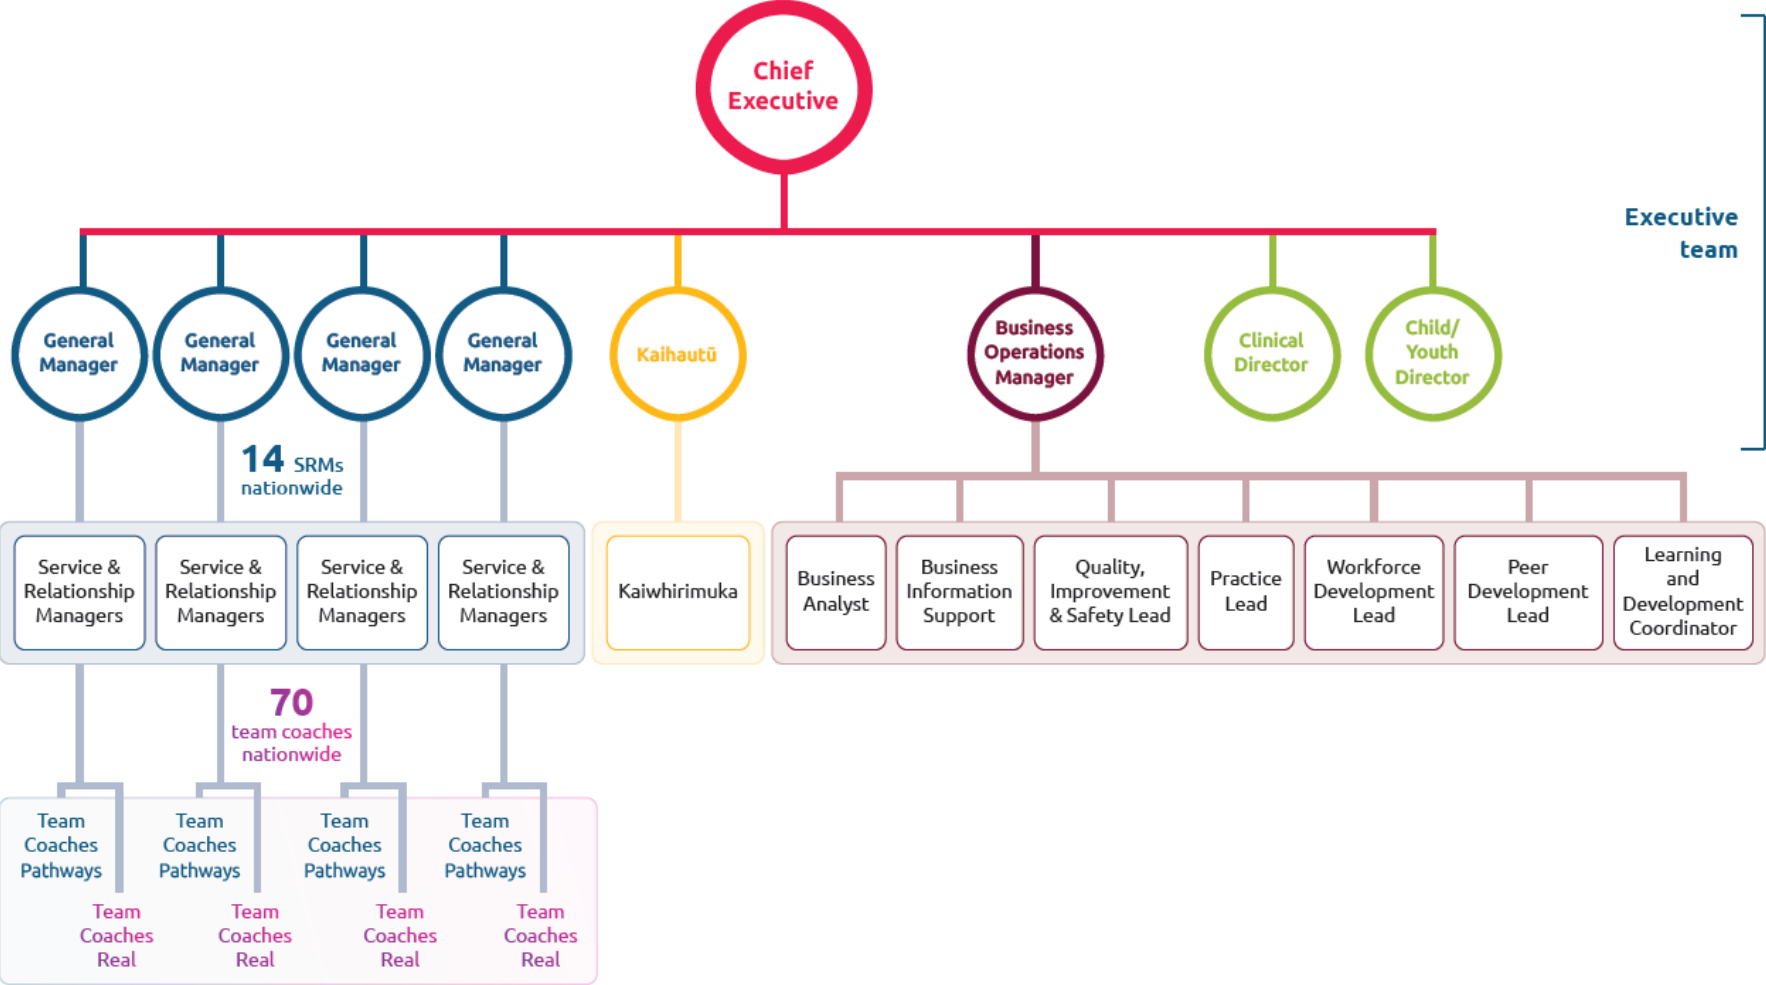 Chief
Executive
Executive
team
General
Manager
General
Manager
General
Manager
General
Manager
Kaihautū
Business
Operations
Manager
Clinical
Director
Child/
Youth
Director
14 SRMs
nationwide
Service &
Relationship
Managers
Service &
Relationship
Managers
Service &
Relationship
Managers
Service &
Relationship
Managers
Kaiwhirimuka
Business
Analyst
Business
Information
Support
Quality,
Improvement
& Safety Lead
Practice
Lead
Workforce
Development
Lead
Peer
Development
Lead
Learning
and
Development
Coordinator
70
team coaches
nationwide
Team
Coaches
Pathways
Team
Coaches
Pathways
Team
Coaches
Pathways
Team
Coaches
Pathways
Team
Coaches
Real
Team
Coaches
Real
Team
Coaches
Real
Team
Coaches
Real